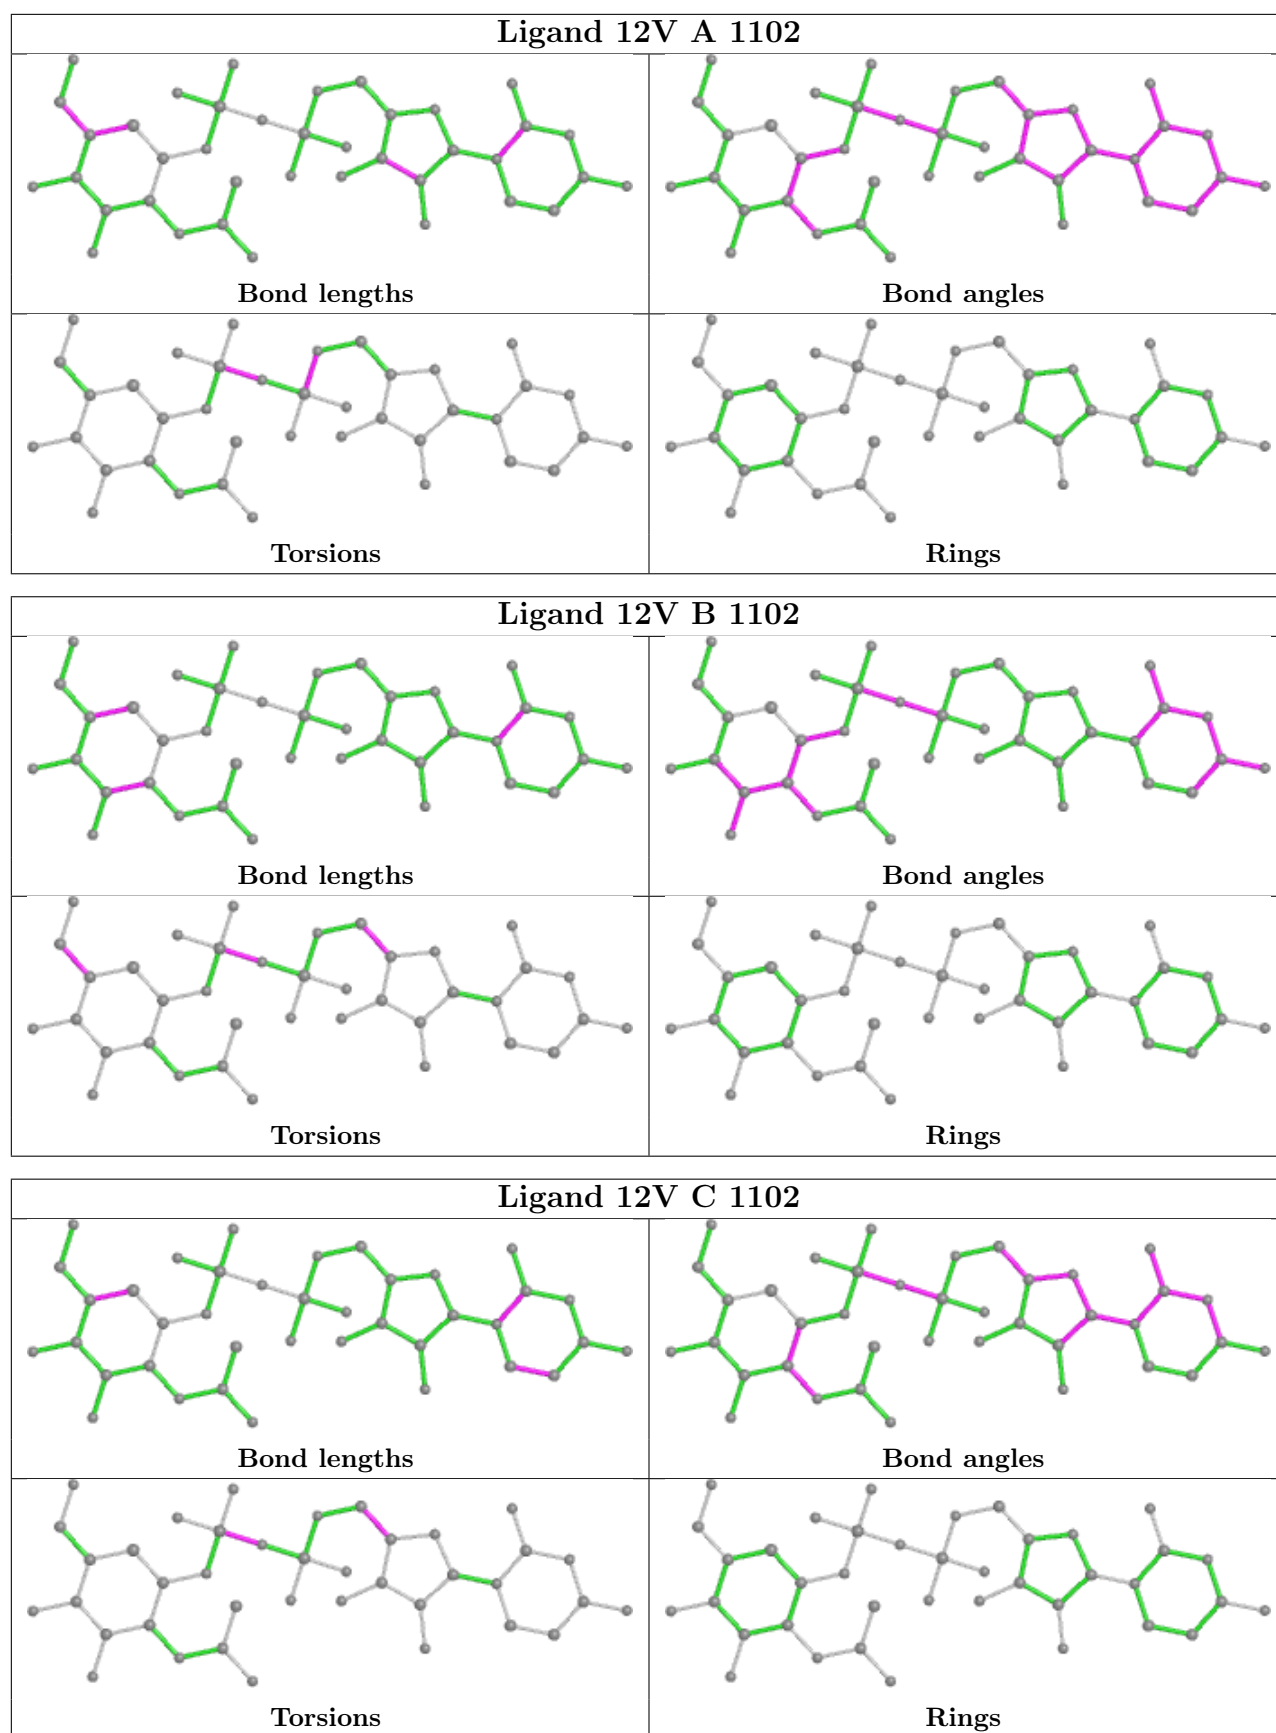 Ligand 12V A 1102
Bond lengths
Bond angles
Torsions
Rings
Ligand 12V B 1102
Bond lengths
Bond angles
Torsions
Rings
Ligand 12V C 1102
Bond lengths
Bond angles
Torsions
Rings